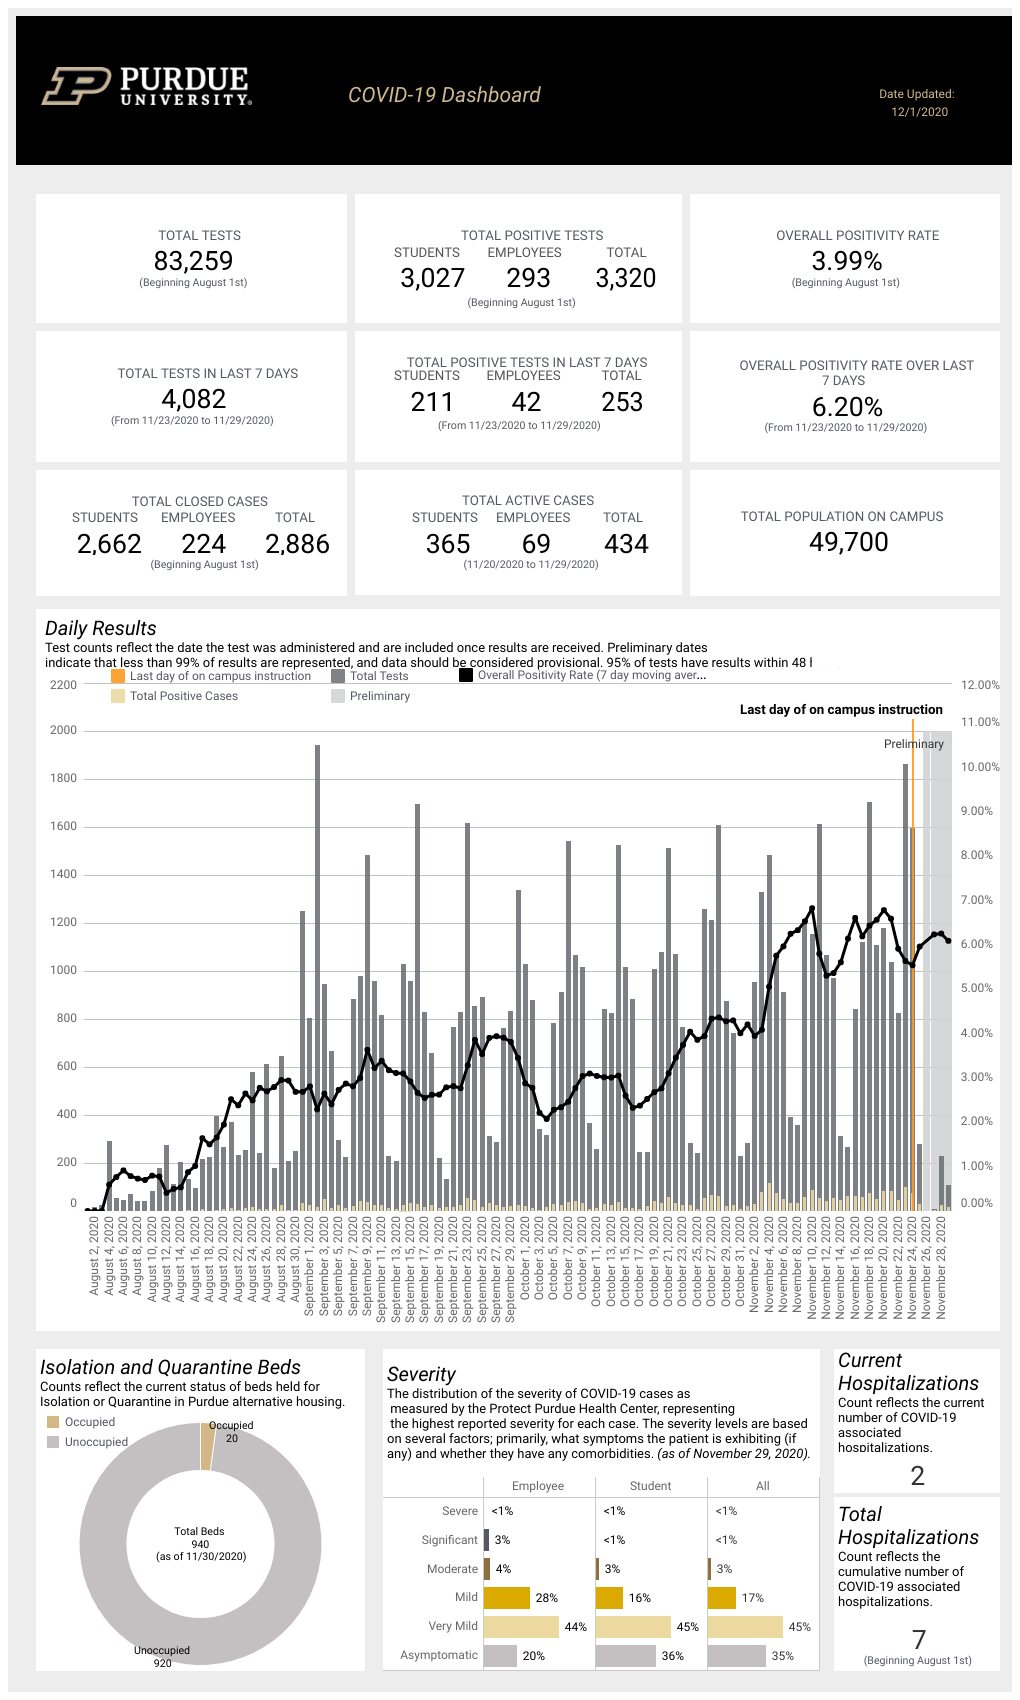 PURDUE
UNIVERSITY®
COVID-19 Dashboard
Date Updated:
12/1/2020
TOTAL TESTS
83,259
(Beginning August 1st)
TOTAL POSITIVE TESTS
STUDENTS EMPLOYEES TOTAL
3,027 293 3,320
(Beginning August 1st)
OVERALL POSITIVITY RATE
3.99%
(Beginning August 1st)
TOTAL TESTS IN LAST 7 DAYS
4,082
(From 11/23/2020 to 11/29/2020)
TOTAL POSITIVE TESTS IN LAST 7 DAYS
STUDENTS EMPLOYEES TOTAL
211 42 253
(From 11/23/2020 to 11/29/2020)
OVERALL POSITIVITY RATE OVER LAST
7 DAYS
6.20%
(From 11/23/2020 to 11/29/2020)
TOTAL CLOSED CASES
STUDENTS EMPLOYEES TOTAL
2,662 224 2,886
(Beginning August 1st)
TOTAL ACTIVE CASES
STUDENTS EMPLOYEES TOTAL
365 69 434
(11/20/2020 to 11/29/2020)
TOTAL POPULATION ON CAMPUS
49,700
Daily Results
Test counts reflect the date the test was administered and are included once results are received. Preliminary dates
indicate that less than 99% of results are represented, and data should be considered provisional. 95% of tests have results within 48
Last day of on campus instruction Total Tests Overall Positivity Rate (7 day moving aver...
Total Positive Cases Preliminary
2200 12.00%
Last day of on campus instruction
11.00%
2000
Preliminary
10.00%
1800
9.00%
1600
8.00%
1400
7.00%
1200
6.00%
1000
5.00%
800
4.00%
600
3.00%
400
2.00%
200
1.00%
0 0.00%
August 2, 2020
August 4, 2020
August 6, 2020
August 8, 2020
August 10, 2020
August 12, 2020
August 14, 2020
August 16, 2020
August 18, 2020
August 20, 2020
August 22, 2020
August 24, 2020
August 26, 2020
August 28, 2020
August 30, 2020
September 1, 2020
September 3, 2020
September 5, 2020
September 7, 2020
September 9, 2020
September 11, 2020
September 13, 2020
September 15, 2020
September 17, 2020
September 19, 2020
September 21, 2020
September 23, 2020
September 25, 2020
September 27, 2020
September 29, 2020
October 1, 2020
October 3, 2020
October 5, 2020
October 7, 2020
October 9, 2020
October 11, 2020
October 13, 2020
October 15, 2020
October 17, 2020
October 19, 2020
October 21, 2020
October 23, 2020
October 25, 2020
October 27, 2020
October 29, 2020
October 31, 2020
November 2, 2020
November 4, 2020
November 6, 2020
November 8, 2020
November 10, 2020
November 12, 2020
November 14, 2020
November 16, 2020
November 18, 2020
November 20, 2020
November 22, 2020
November 24, 2020
November 26, 2020
November 28, 2020
Isolation and Quarantine Beds
Counts reflect the current status of beds held for
Isolation or Quarantine in Purdue alternative housing.
Occupied
Unoccupied
Occupied
20
Total Beds
940
(as of 11/30/2020)
Unoccupied
920
Severity
The distribution of the severity of COVID-19 cases as
measured by the Protect Purdue Health Center, representing
the highest reported severity for each case. The severity levels are based
on several factors; primarily, what symptoms the patient is exhibiting (if
any) and whether they have any comorbidities. (as of November 29, 2020).
Employee Student All
Severe <1% <1% <1%
Significant 3% <1% <1%
Moderate 4% 3% 3%
Mild 28% 16% 17%
Very Mild 44% 45% 45%
Asymptomatic 20% 36% 35%
Current
Hospitalizations
Count reflects the current
number of COVID-19
associated
hospitalizations.
2
Total
Hospitalizations
Count reflects the
cumulative number of
COVID-19 associated
hospitalizations.
7
(Beginning August 1st)